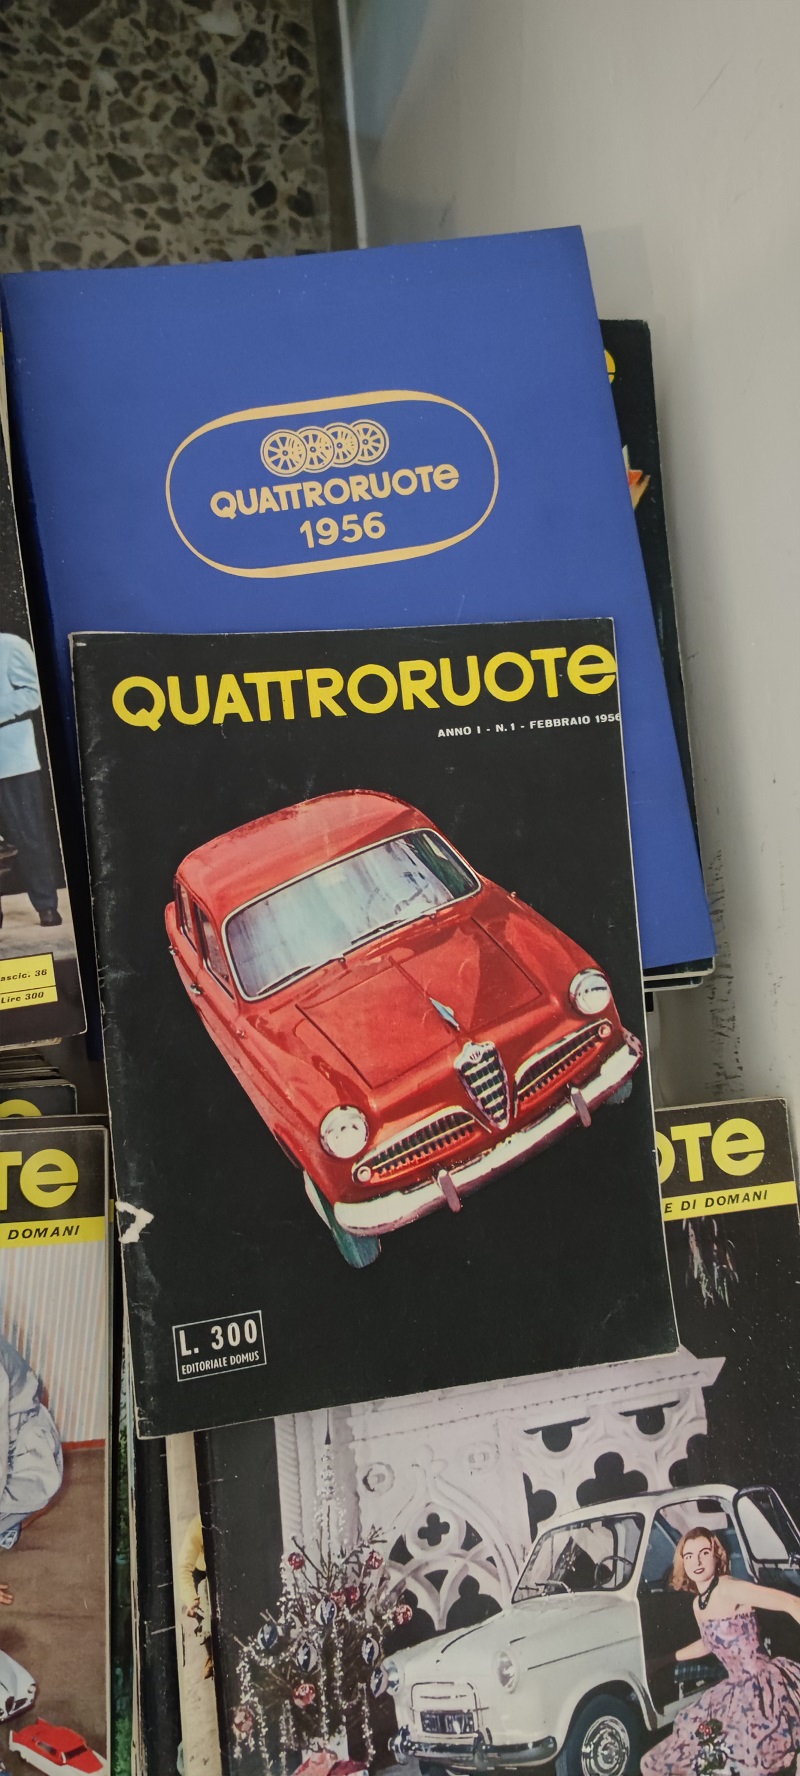 QUATTRORUOTe
1956
QUATTRORUOTe
ANNO I - N. 1 - FEBBRAIO 1956
ascic. 36
Lire 300
L. 300
EDITORIALE DOMUS
Te
DOMANI
OTe
E DI DOMANI